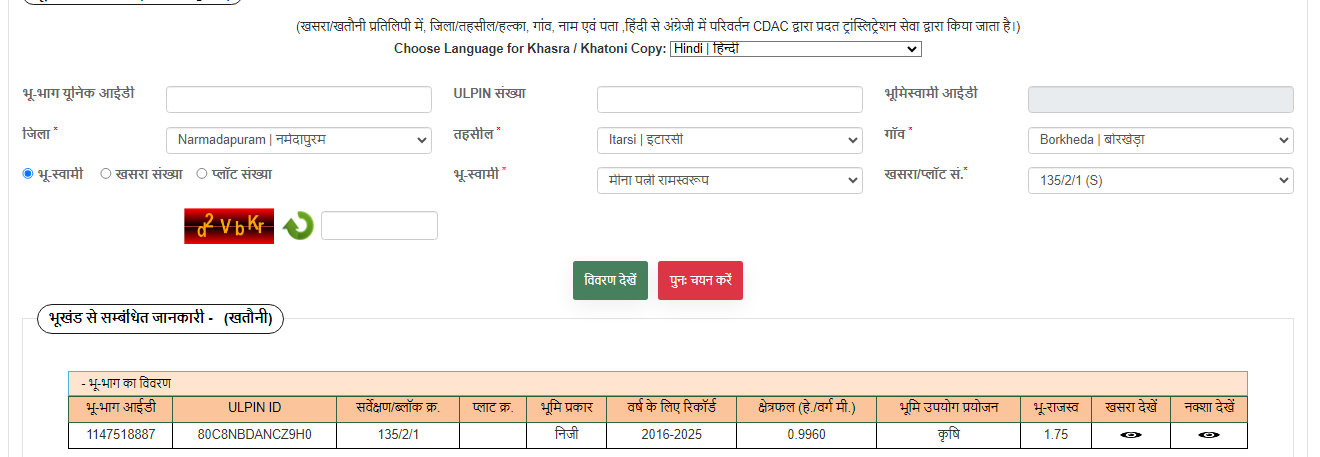 (खसरा/खतौनी प्रतिलिपी में, जिला/तहसील/हल्का, गांव, नाम एवं पता ,हिंदी से अंग्रेजी में परिवर्तन CDAC द्वारा प्रदत ट्रांस्लिट्रेशन सेवा द्वारा किया जाता है।)
Choose Language for Khasra / Khatoni Copy: Hindi | हिन्दी
भू-भाग यूनिक आईडी ULPIN संख्या भूमिस्वामी आईडी
जिला * Narmadapuram | नर्मदापुरम तहसील * Itarsi | इटारसी गाँव * Borkheda | बोरखेड़ा
भू-स्वामी खसरा संख्या प्लॉट संख्या भू-स्वामी * मीना पत्नी रामस्वरूप खसरा/प्लॉट सं.* 135/2/1 (S)
d2VbKr
विवरण देखें पुनः चयन करें
भूखंड से सम्बंधित जानकारी - (खतौनी)
- भू-भाग का विवरण
भू-भाग आईडी ULPIN ID सर्वेक्षण/ब्लॉक क्र. प्लाट क्र. भूमि प्रकार वर्ष के लिए रिकॉर्ड क्षेत्रफल (हे./वर्ग मी.) भूमि उपयोग प्रयोजन भू-राजस्व खसरा देखें नक्शा देखें
1147518887 80C8NBDANCZ9H0 135/2/1 निजी 2016-2025 0.9960 कृषि 1.75